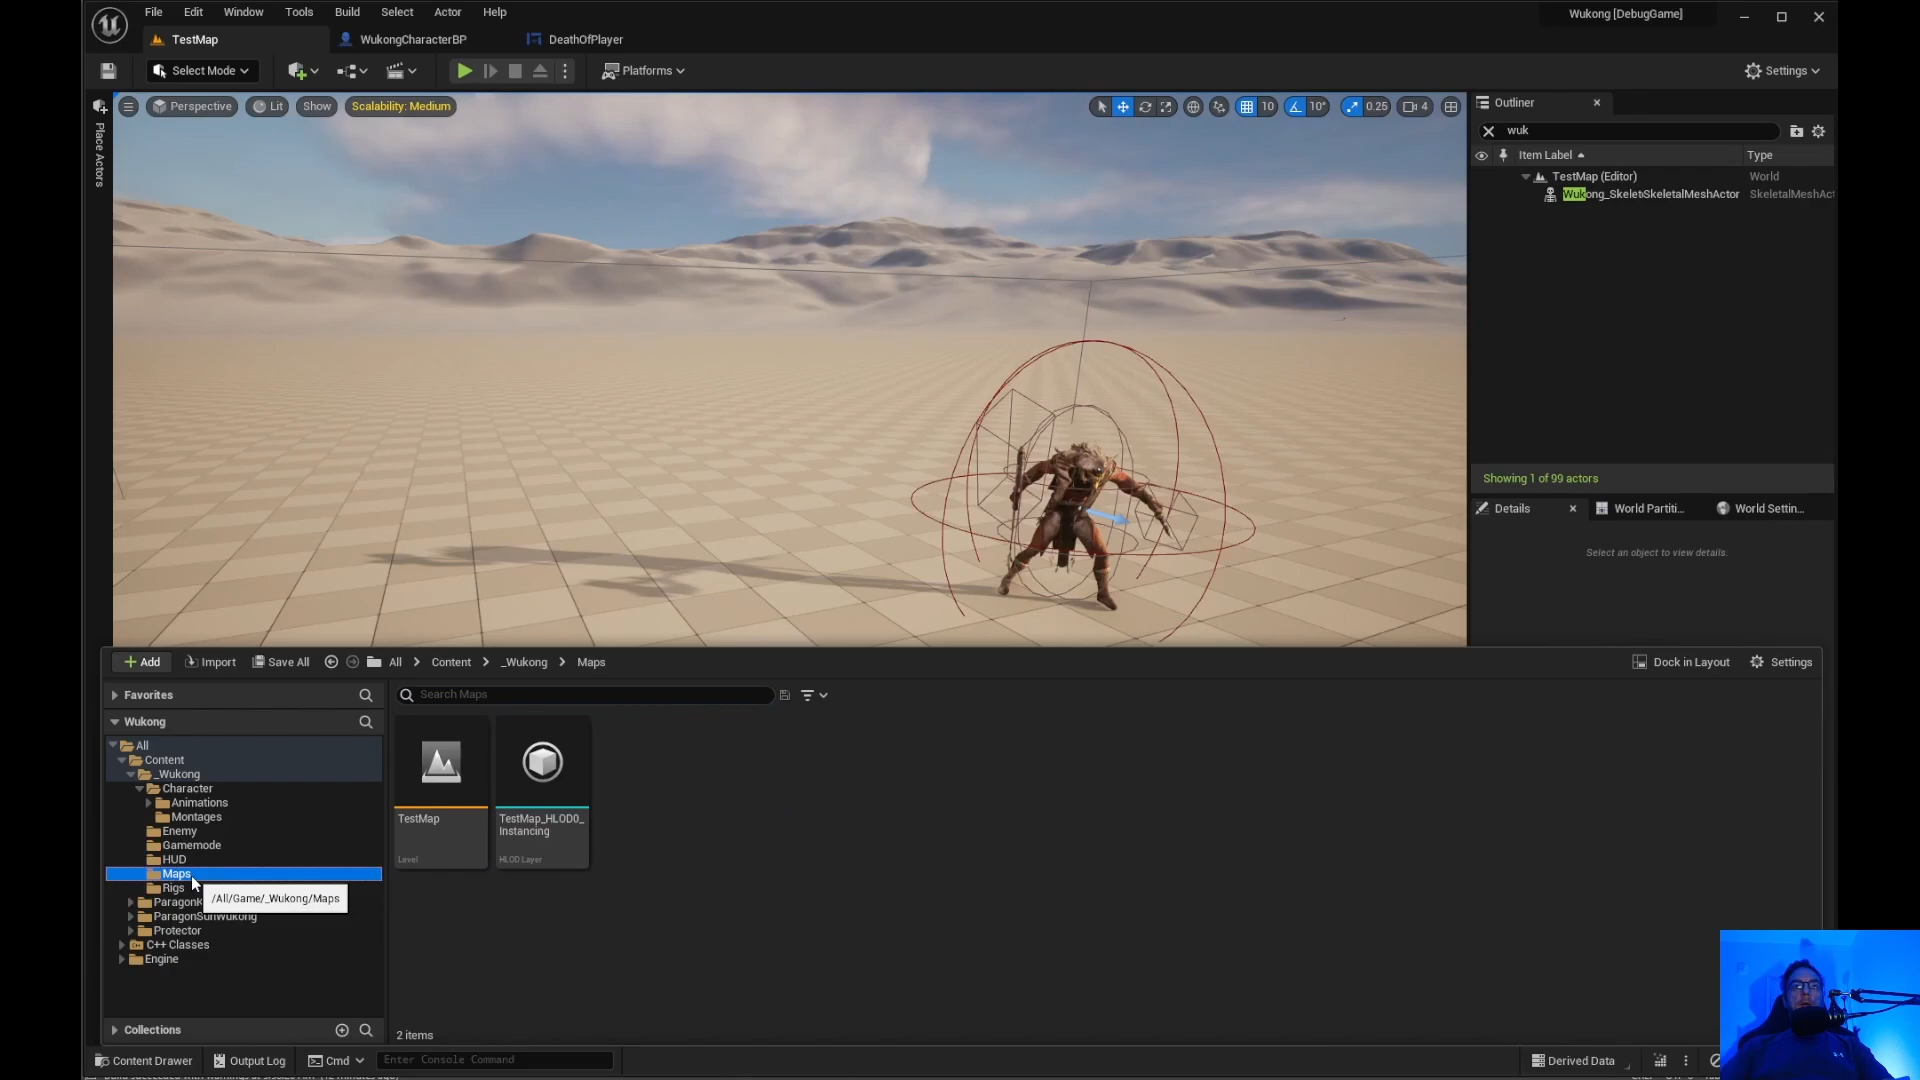 File Edit Window Tools Build Select Actor Help
Wukong [DebugGame]
TestMap WukongCharacterBP DeathOfPlayer
Select Mode Platforms Settings
Place Actors
Perspective Lit Show Scalability: Medium 10 10° 0.25 4
Outliner
wuk
Item Label Type
TestMap (Editor) World
Wukong_SkeletSkeletalMeshActor SkeletalMeshAct
Showing 1 of 99 actors
Details World Partiti... World Settin...
Select an object to view details.
Add Import Save All All Content _Wukong Maps Dock in Layout Settings
Favorites
Search Maps
Wukong
All
Content
_Wukong
Character
Animations
Montages
Enemy
Gamemode
HUD
Maps
Rigs
/All/Game/_Wukong/Maps
ParagonSunWukong
Protector
C++ Classes
Engine
TestMap
Level
TestMap_HLOD0_
Instancing
HLOD Layer
Collections
2 items
Content Drawer Output Log Cmd Enter Console Command Derived Data